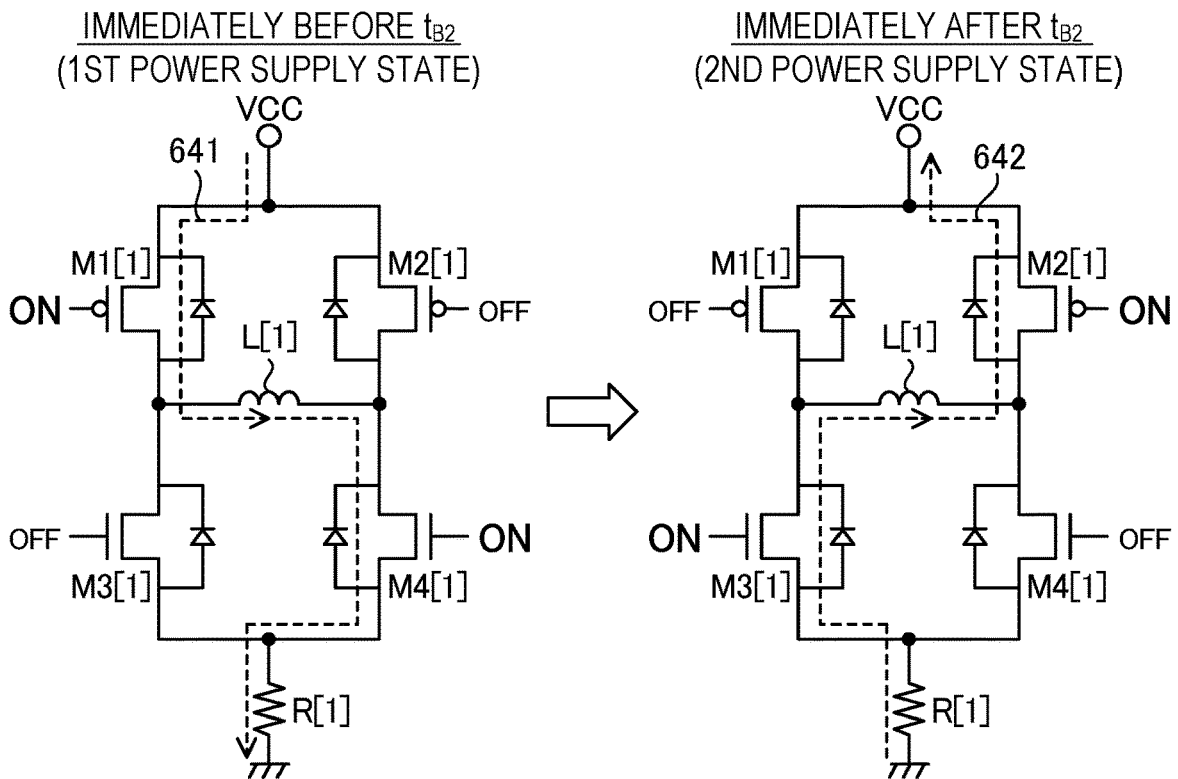 IMMEDIATELY BEFORE tB2
(1ST POWER SUPPLY STATE)
VCC
641
M1[1]
M2[1]
ON
OFF
L[1]
OFF
ON
M3[1]
M4[1]
R[1]
IMMEDIATELY AFTER tB2
(2ND POWER SUPPLY STATE)
VCC
642
M1[1]
M2[1]
OFF
ON
L[1]
ON
OFF
M3[1]
M4[1]
R[1]